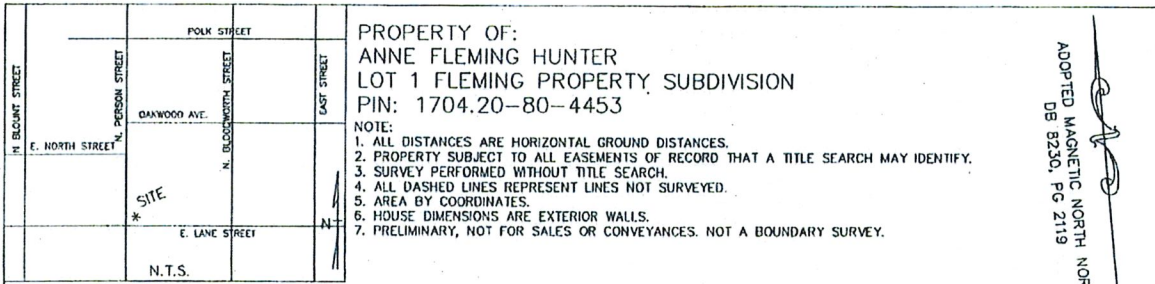 POLK STREET
N BLOUNT STREET
N. PERSON STREET
N. BLOODWORTH STREET
EAST STREET
OAKWOOD AVE.
E. NORTH STREET
SITE
*
E. LANE STREET
N
N.T.S.
PROPERTY OF:
ANNE FLEMING HUNTER
LOT 1 FLEMING PROPERTY SUBDIVISION
PIN: 1704.20-80-4453
NOTE:
1. ALL DISTANCES ARE HORIZONTAL GROUND DISTANCES.
2. PROPERTY SUBJECT TO ALL EASEMENTS OF RECORD THAT A TITLE SEARCH MAY IDENTIFY.
3. SURVEY PERFORMED WITHOUT TITLE SEARCH.
4. ALL DASHED LINES REPRESENT LINES NOT SURVEYED.
5. AREA BY COORDINATES.
6. HOUSE DIMENSIONS ARE EXTERIOR WALLS.
7. PRELIMINARY, NOT FOR SALES OR CONVEYANCES. NOT A BOUNDARY SURVEY.
ADOPTED MAGNETIC NORTH NOR
DB 8230, PG 2119